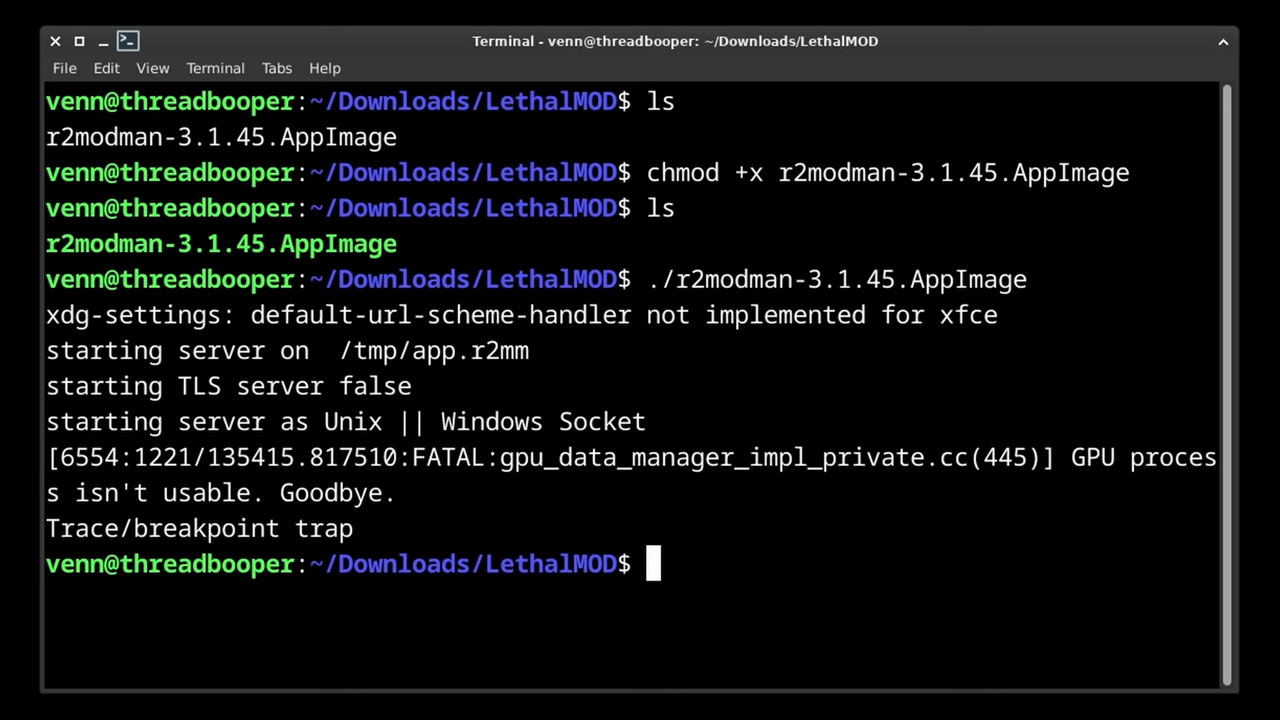 Terminal - venn@threadbooper: ~/Downloads/LethalMOD
File Edit View Terminal Tabs Help
venn@threadbooper:~/Downloads/LethalMOD$ ls
r2modman-3.1.45.AppImage
venn@threadbooper:~/Downloads/LethalMOD$ chmod +x r2modman-3.1.45.AppImage
venn@threadbooper:~/Downloads/LethalMOD$ ls
r2modman-3.1.45.AppImage
venn@threadbooper:~/Downloads/LethalMOD$ ./r2modman-3.1.45.AppImage
xdg-settings: default-url-scheme-handler not implemented for xfce
starting server on  /tmp/app.r2mm
starting TLS server false
starting server as Unix || Windows Socket
[6554:1221/135415.817510:FATAL:gpu_data_manager_impl_private.cc(445)] GPU proces
s isn't usable. Goodbye.
Trace/breakpoint trap
venn@threadbooper:~/Downloads/LethalMOD$